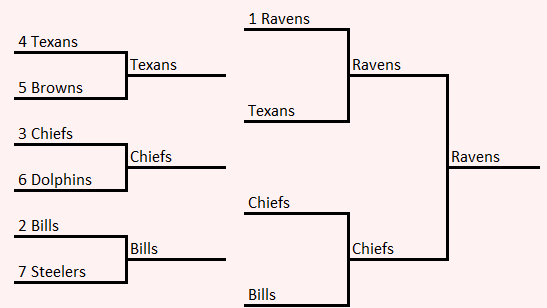 4 Texans
5 Browns
Texans
3 Chiefs
6 Dolphins
Chiefs
2 Bills
7 Steelers
Bills
1 Ravens
Texans
Ravens
Chiefs
Bills
Chiefs
Ravens